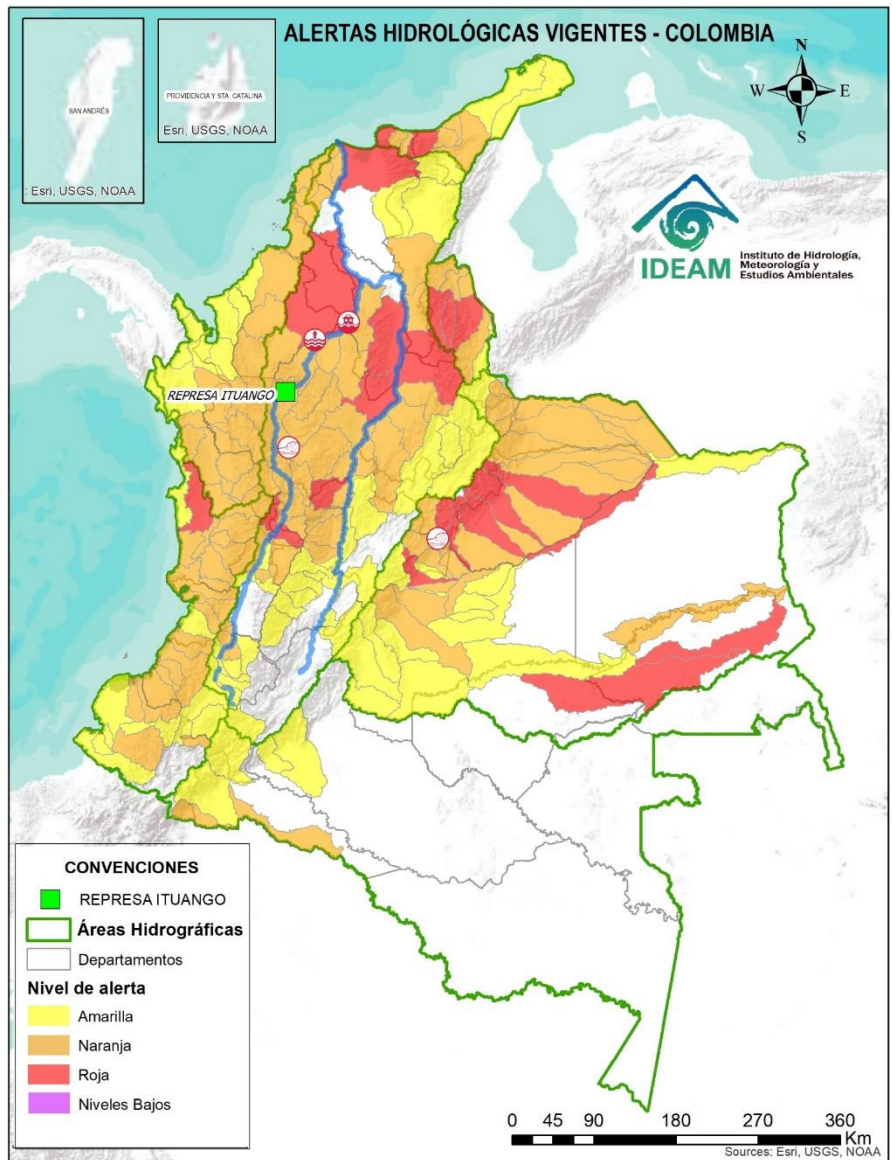 ALERTAS HIDROLÓGICAS VIGENTES - COLOMBIA
SAN ANDRÉS
: Esri, USGS, NOAA
PROVIDENCIA Y STA. CATALINA
Esri, USGS, NOAA
N
W
E
S
IDEAM
Instituto de Hidrología,
Meteorología y
Estudios Ambientales
REPRESA ITUANGO
CONVENCIONES
REPRESA ITUANGO
Áreas Hidrográficas
Departamentos
Nivel de alerta
Amarilla
Naranja
Roja
Niveles Bajos
0 45 90 180 270 360
Km
Sources: Esri, USGS, NOAA